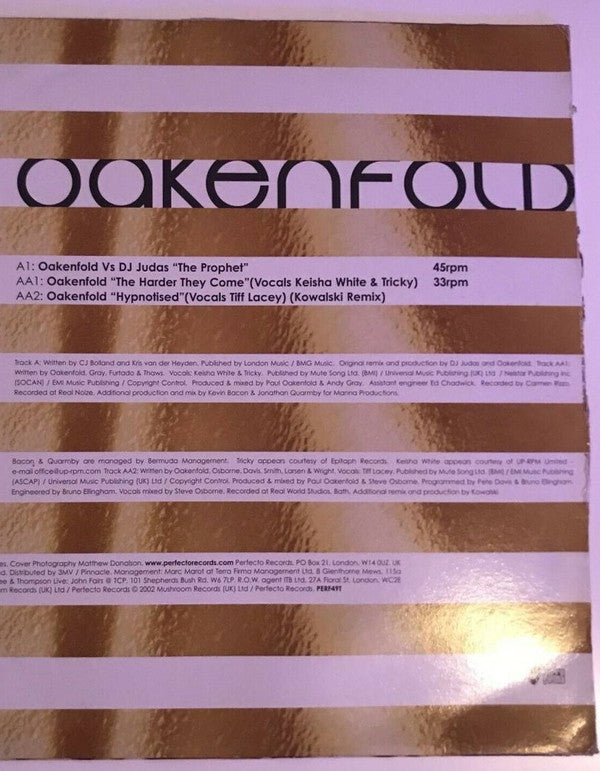 oakenfold
A1: Oakenfold Vs DJ Judas "The Prophet" 45rpm
AA1: Oakenfold "The Harder They Come"(Vocals Keisha White & Tricky) 33rpm
AA2: Oakenfold "Hypnotised"(Vocals Tiff Lacey) (Kowalski Remix)
Track A: Written by CJ Bolland and Kris van der Heyden. Published by London Music / BMG Music. Original remix and production by DJ Judas and Oakenfold. Track AA1:
Written by Oakenfold, Gray, Furtado & Thaws. Vocals: Keisha White & Tricky. Published by Mute Song Ltd. (BMI) / Universal Music Publishing (UK) Ltd / Nelstar Publishing Inc
(SOCAN) / EMI Music Publishing / Copyright Control. Produced & mixed by Paul Oakenfold & Andy Gray. Assistant engineer Ed Chadwick. Recorded by Carmen Rizzo.
Recorded at Real Noize. Additional production and mix by Kevin Bacon & Jonathan Quarmby for Manna Productions.
Bacon & Quarmby are managed by Bermuda Management. Tricky appears courtesy of Epitaph Records. Keisha White appears courtesy of UP-RPM Limited -
e-mail office@up-rpm.com Track AA2: Written by Oakenfold, Osborne, Davis, Smith, Larsen & Wright. Vocals: Tiff Lacey. Published by Mute Song Ltd. (BMI) / EMI Music Publishing
(ASCAP) / Universal Music Publishing (UK) Ltd / Copyright Control. Produced & mixed by Paul Oakenfold & Steve Osborne. Programmed by Pete Davis & Bruno Ellingham.
Engineered by Bruno Ellingham. Vocals mixed by Steve Osborne. Recorded at Real World Studios, Bath. Additional remix and production by Kowalski
es. Cover Photography Matthew Donalson. www.perfectorecords.com Perfecto Records, PO Box 21, London, W14 0UZ, UK
d. Distributed by 3MV / Pinnacle. Management: Marc Marot at Terra Firma Management Ltd, 8 Glenthorne Mews, 115a
ee & Thompson Live: John Fairs @ TCP, 101 Shepherds Bush Rd, W6 7LP. R.O.W. agent ITB Ltd, 27A Floral St, London, WC2E
m Records (UK) Ltd / Perfecto Records © 2002 Mushroom Records (UK) Ltd / Perfecto Records. PERF49T